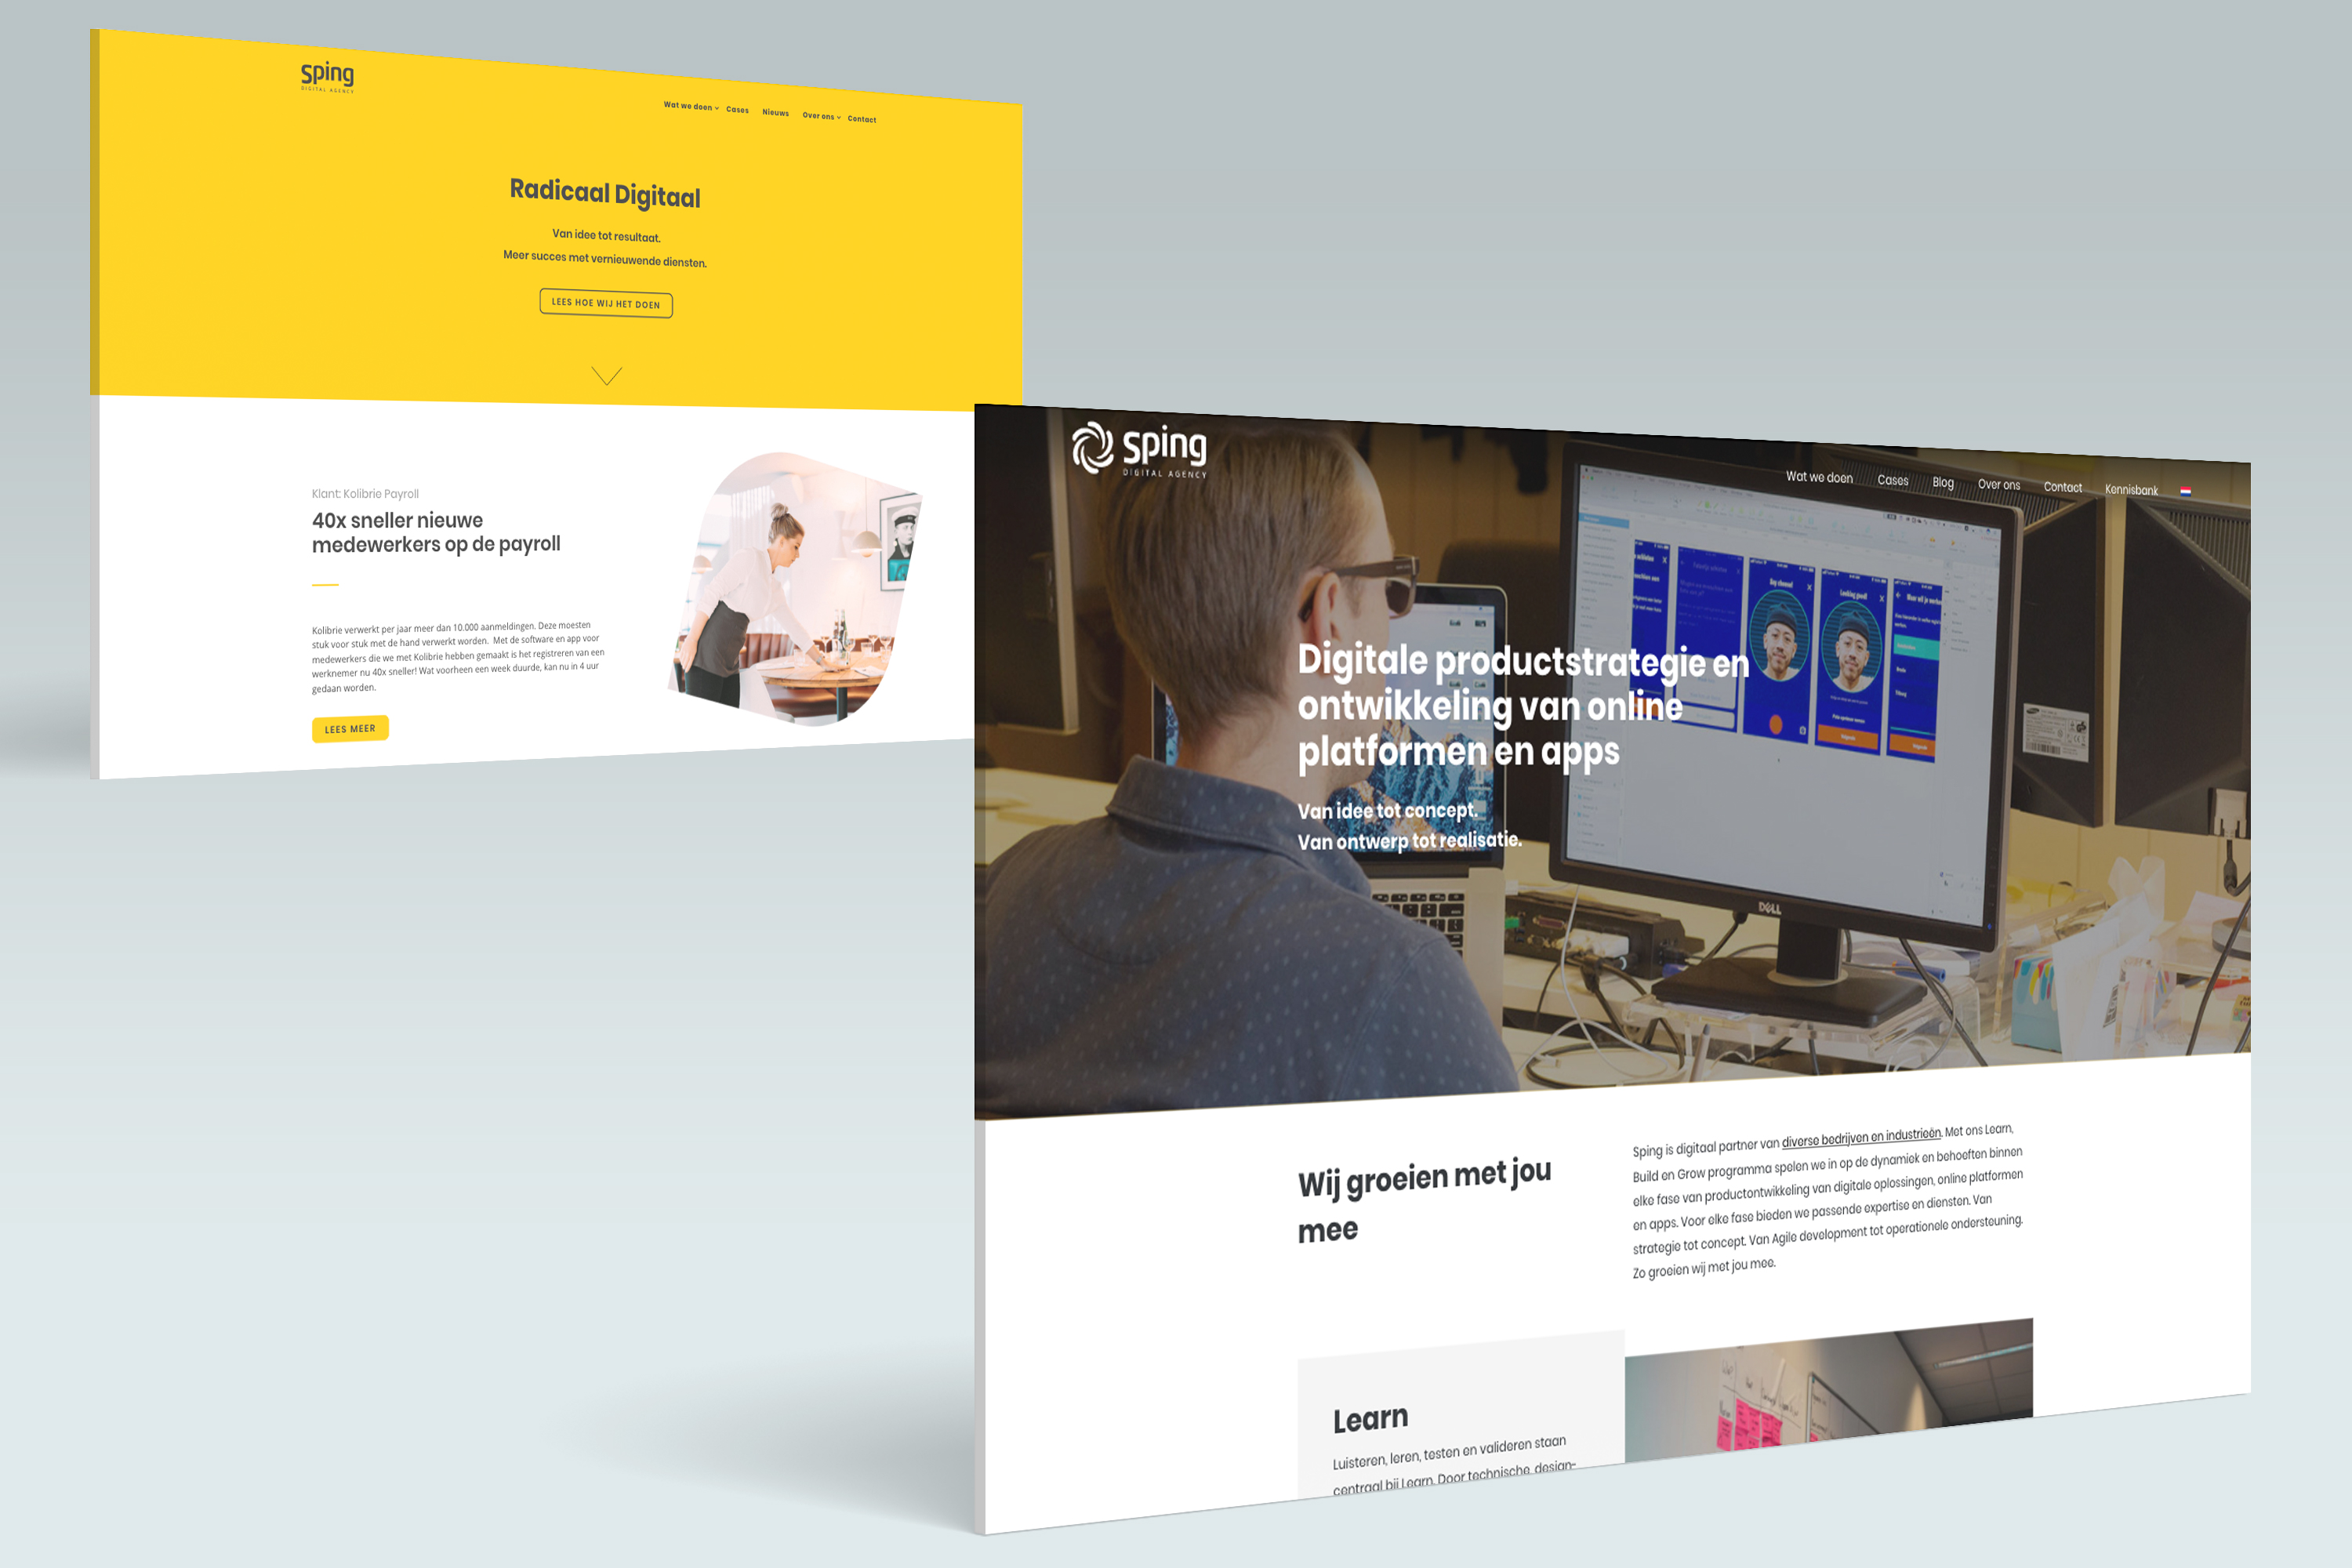 Sping
DIGITAL AGENCY
Wat we doen Cases Nieuws Over ons Contact
Radicaal Digitaal
Van idee tot resultaat.
Meer succes met vernieuwende diensten.
LEES HOE WIJ HET DOEN
Klant: Kolibrie Payroll
40x sneller nieuwe
medewerkers op de payroll
Kolibrie verwerkt per jaar meer dan 10.000 aanmeldingen. Deze moesten
stuk voor stuk met de hand verwerkt worden. Met de software en app voor
medewerkers die we met Kolibrie hebben gemaakt is het registreren van een
werknemer nu 40x sneller! Wat voorheen een week duurde, kan nu in 4 uur
gedaan worden.
LEES MEER
Sping
DIGITAL AGENCY
Wat we doen Cases Blog Over ons Contact Kennisbank
Looking good!
DELL
Digitale productstrategie en
ontwikkeling van online
platformen en apps
Van idee tot concept.
Van ontwerp tot realisatie.
Wij groeien met jou
mee
Sping is digitaal partner van diverse bedrijven en industrieën. Met ons Learn,
Build en Grow programma spelen we in op de dynamiek en behoeften binnen
elke fase van productontwikkeling van digitale oplossingen, online platformen
en apps. Voor elke fase bieden we passende expertise en diensten. Van
strategie tot concept. Van Agile development tot operationele ondersteuning.
Zo groeien wij met jou mee.
Learn
Luisteren, leren, testen en valideren staan
centraal bij Learn. Door technische, design-